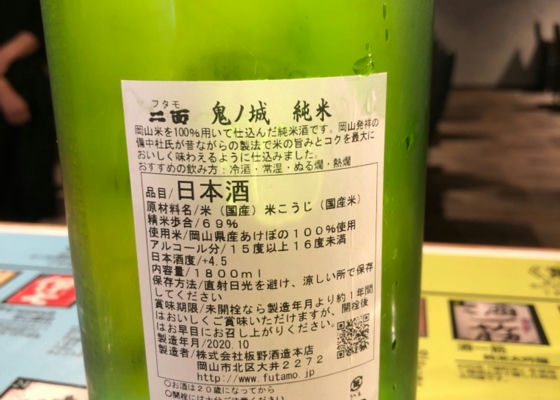 フタモ
二面 鬼ノ城 純米
岡山米を100%用いて仕込んだ純米酒です。岡山発祥の
備中杜氏が昔ながらの製法で米の旨みとコクを最大に
おいしく味わえるように仕込みました。
おすすめの飲み方：冷酒・常温・ぬる燗・熱燗
品目/日本酒
原材料名/米（国産）米こうじ（国産米）
精米歩合/69%
使用米/岡山県産あけぼの100%使用
アルコール分/15度以上16度未満
日本酒度/+4.5
内容量/1800ml
保存方法/直射日光を避け、涼しい所で保存
してください
賞味期限/未開栓なら製造年月より約1年間
はおいしくご賞味いただけますが、開栓後
はお早目にお召し上がりください。
製造年月/2020.10
製造者/株式会社板野酒造本店
岡山市北区大井2272
http://www.futamo.jp
○お酒は20歳になってから